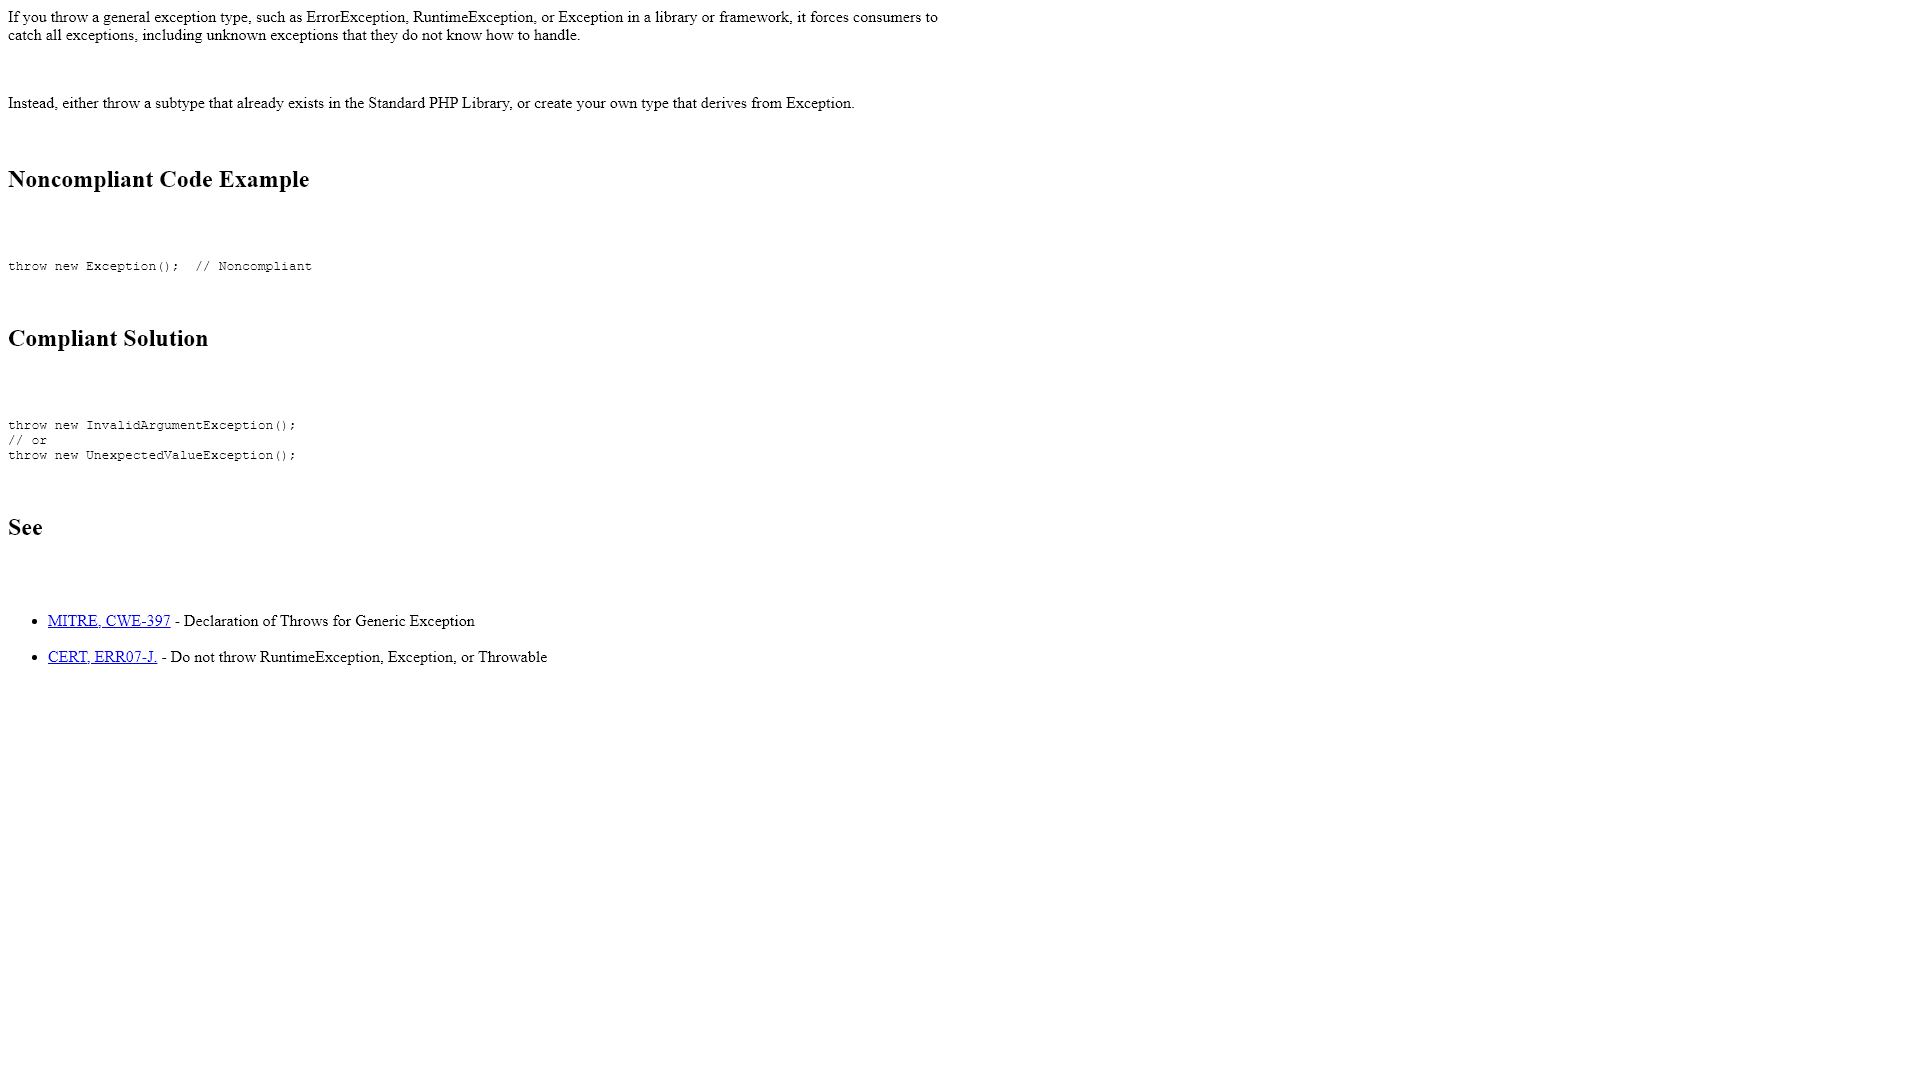 If you throw a general exception type, such as ErrorException, RuntimeException, or Exception in a library or framework, it forces consumers to
catch all exceptions, including unknown exceptions that they do not know how to handle.
Instead, either throw a subtype that already exists in the Standard PHP Library, or create your own type that derives from Exception.
Noncompliant Code Example
throw new Exception();  // Noncompliant
Compliant Solution
throw new InvalidArgumentException();
// or
throw new UnexpectedValueException();
See
• MITRE, CWE-397 - Declaration of Throws for Generic Exception
• CERT, ERR07-J. - Do not throw RuntimeException, Exception, or Throwable